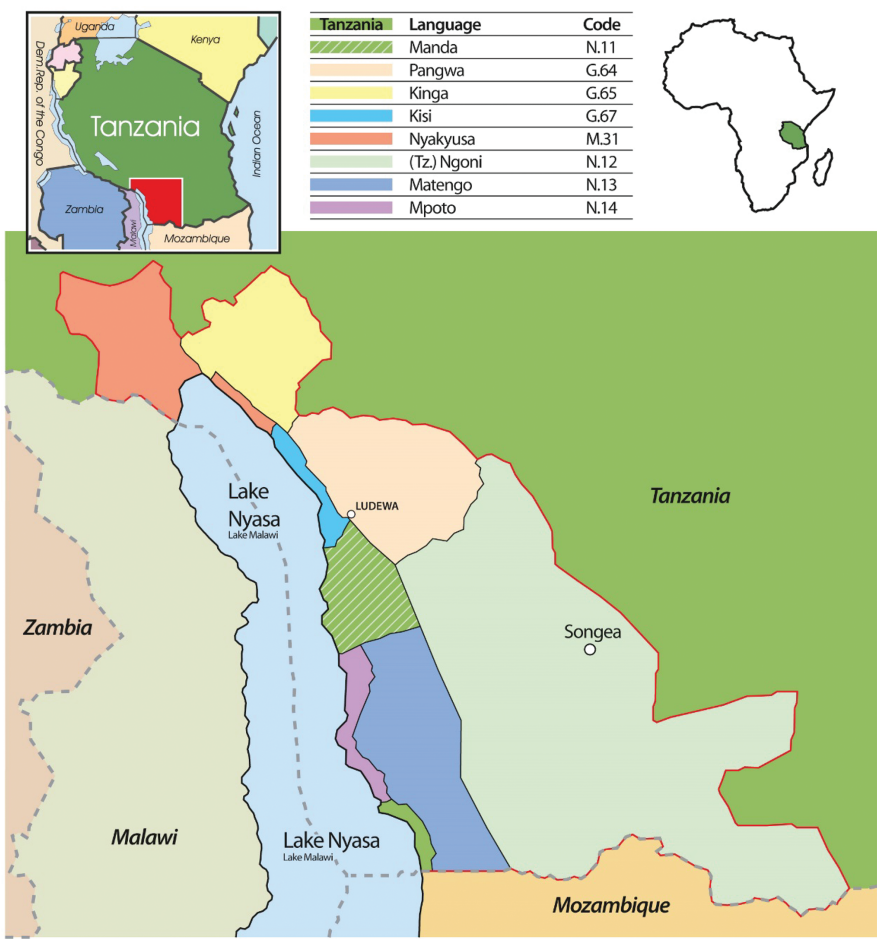 Uganda
Kenya
Dem.Rep. of the Congo
Tanzania
Indian Ocean
Zambia
Malawi
Mozambique
Tanzania Language Code
Manda N.11
Pangwa G.64
Kinga G.65
Kisi G.67
Nyakyusa M.31
(Tz.) Ngoni N.12
Matengo N.13
Mpoto N.14
Lake
Nyasa
Lake Malawi
LUDEWA
Tanzania
Zambia
Songea
Malawi
Lake Nyasa
Lake Malawi
Mozambique